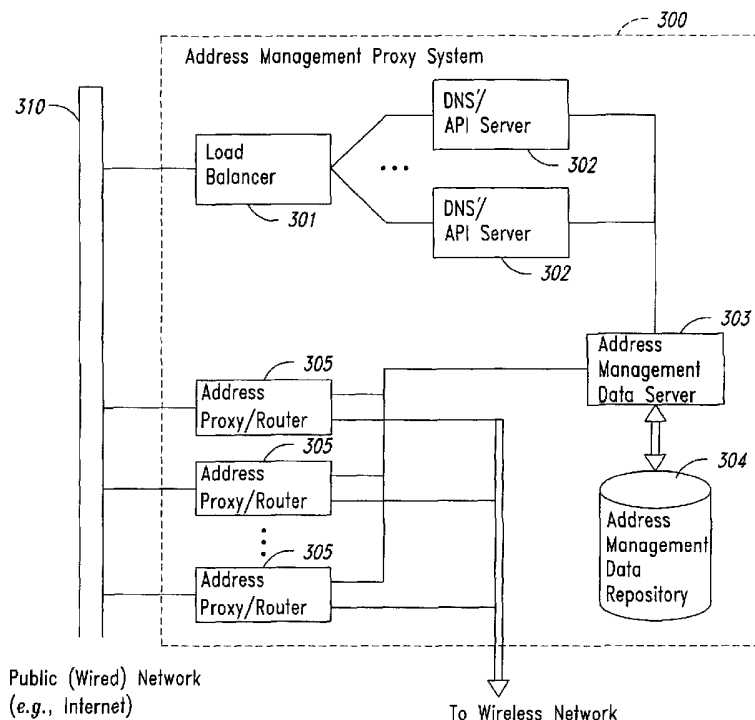 300
Address Management Proxy System
310
DNS'/
API Server
302
Load
Balancer
301
DNS'/
API Server
302
303
Address
Management
Data Server
305
Address
Proxy/Router
305
Address
Proxy/Router
305
Address
Proxy/Router
304
Address
Management
Data
Repository
Public (Wired) Network
(e.g., Internet)
To Wireless Network